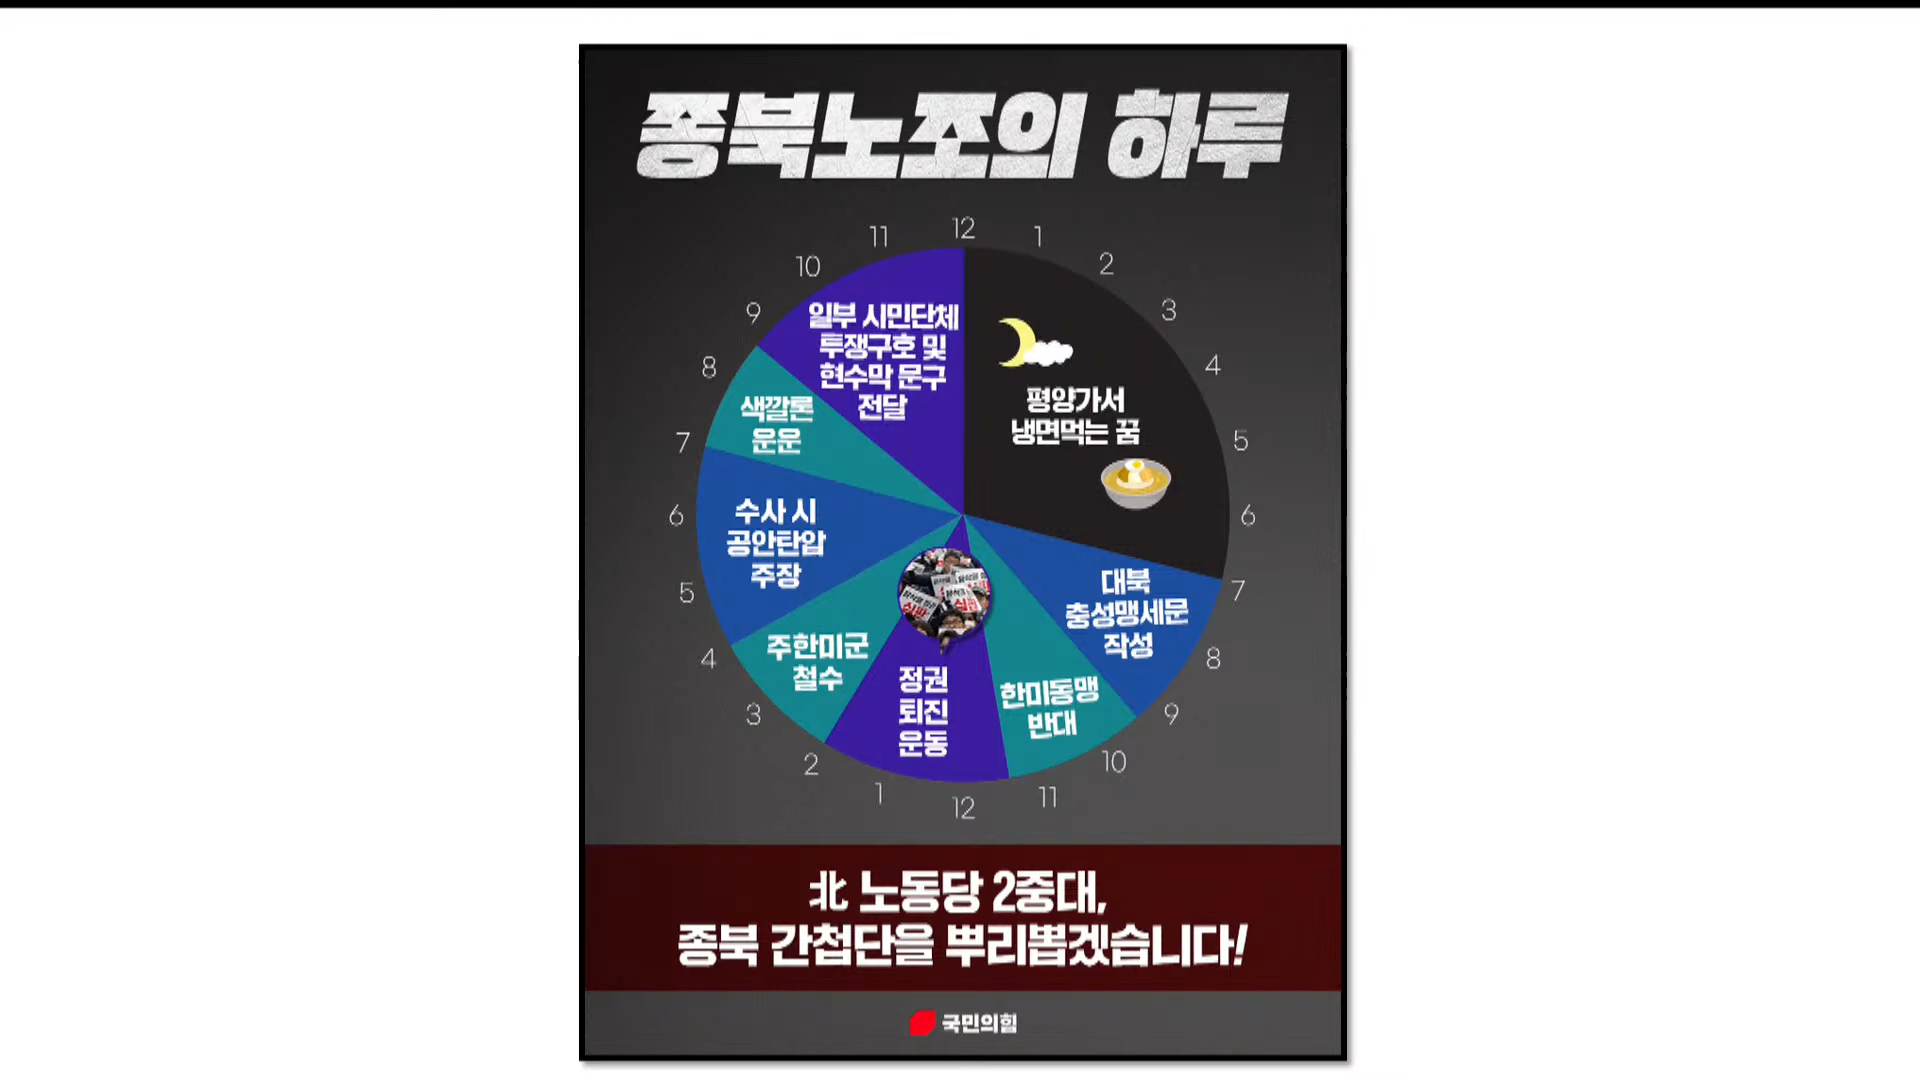 종북노조의 하루
12
1
2
3
4
5
6
7
8
9
10
11
12
1
2
3
4
5
6
7
8
9
10
11
평양가서
냉면먹는 꿈
대북
충성맹세문
작성
한미동맹
반대
정권
퇴진
운동
주한미군
철수
수사 시
공안탄압
주장
색깔론
운운
일부 시민단체
투쟁구호 및
현수막 문구
전달
北 노동당 2중대,
종북 간첩단을 뿌리뽑겠습니다!
국민의힘